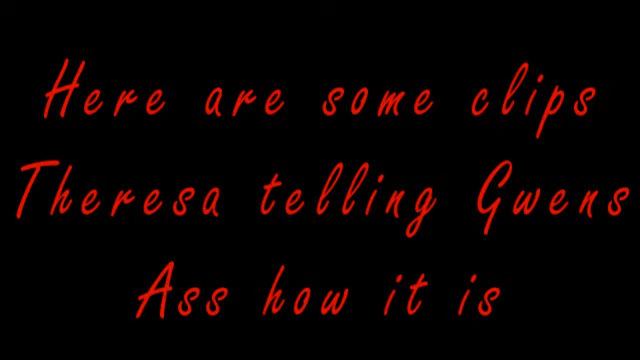 Here are some clips
Theresa telling Gwens
Ass how it is